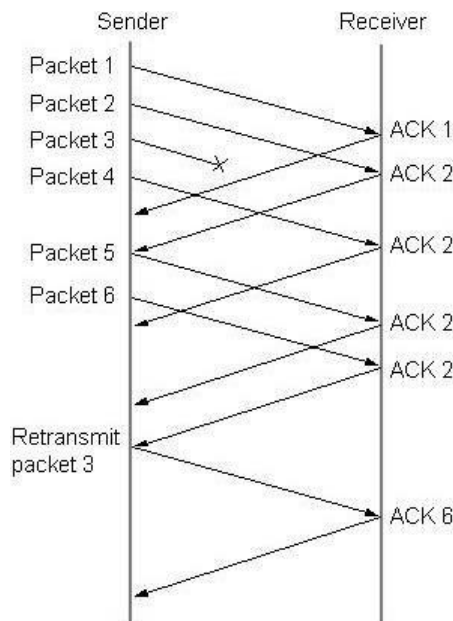 Sender Receiver
Packet 1
Packet 2
ACK 1
Packet 3
Packet 4
ACK 2
ACK 2
Packet 5
Packet 6
ACK 2
ACK 2
Retransmit
packet 3
ACK 6